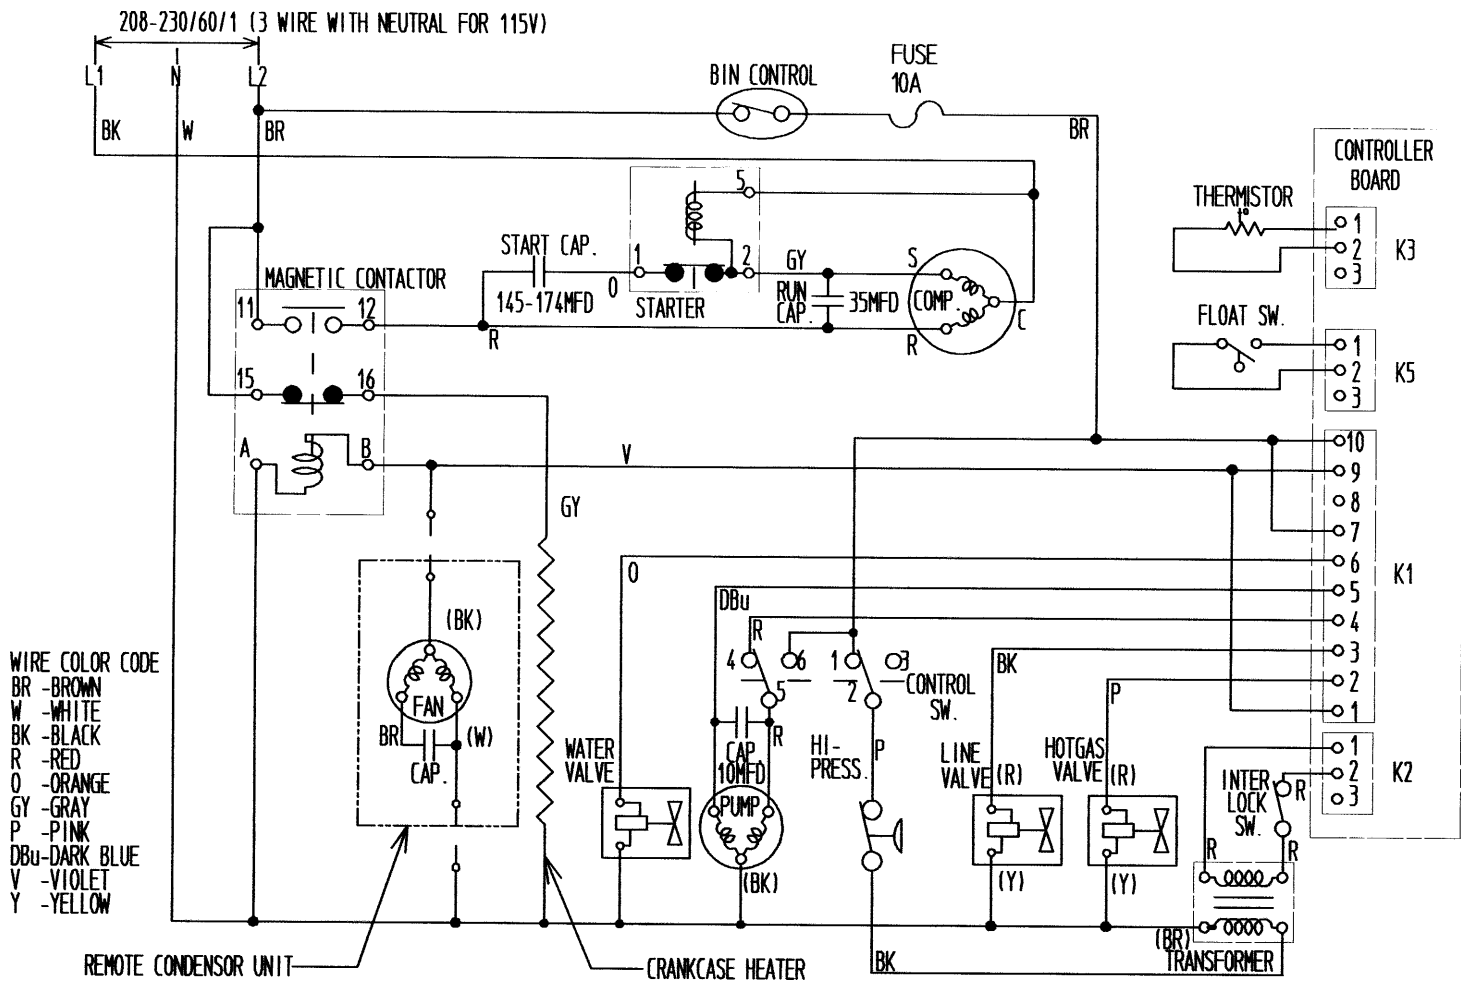 208-230/60/1 (3 WIRE WITH NEUTRAL FOR 115V)
L1
N
L2
BK
W
BR
BIN CONTROL
FUSE
10A
BR
CONTROLLER
BOARD
THERMISTOR
t°
1
2
3
K3
FLOAT SW.
1
2
3
K5
MAGNETIC CONTACTOR
11
12
15
16
A
B
START CAP.
145-174MFD
R
O
1
5
2
STARTER
GY
RUN
CAP.
35MFD
S
COMP.
R
C
V
GY
10
9
8
7
6
5
4
3
2
1
K1
O
DBu
R
4
6
5
1
3
2
CONTROL
SW.
BK
P
(BK)
FAN
BR
(W)
CAP.
WATER
VALVE
CAP.
10MFD
R
PUMP
(BK)
HI-
PRESS.
P
LINE
VALVE
(R)
(Y)
HOTGAS
VALVE
(R)
(Y)
INTER
LOCK
SW.
R
R
R
1
2
3
K2
(BR)
TRANSFORMER
BK
WIRE COLOR CODE
BR -BROWN
W -WHITE
BK -BLACK
R -RED
O -ORANGE
GY -GRAY
P -PINK
DBu-DARK BLUE
V -VIOLET
Y -YELLOW
REMOTE CONDENSOR UNIT
CRANKCASE HEATER